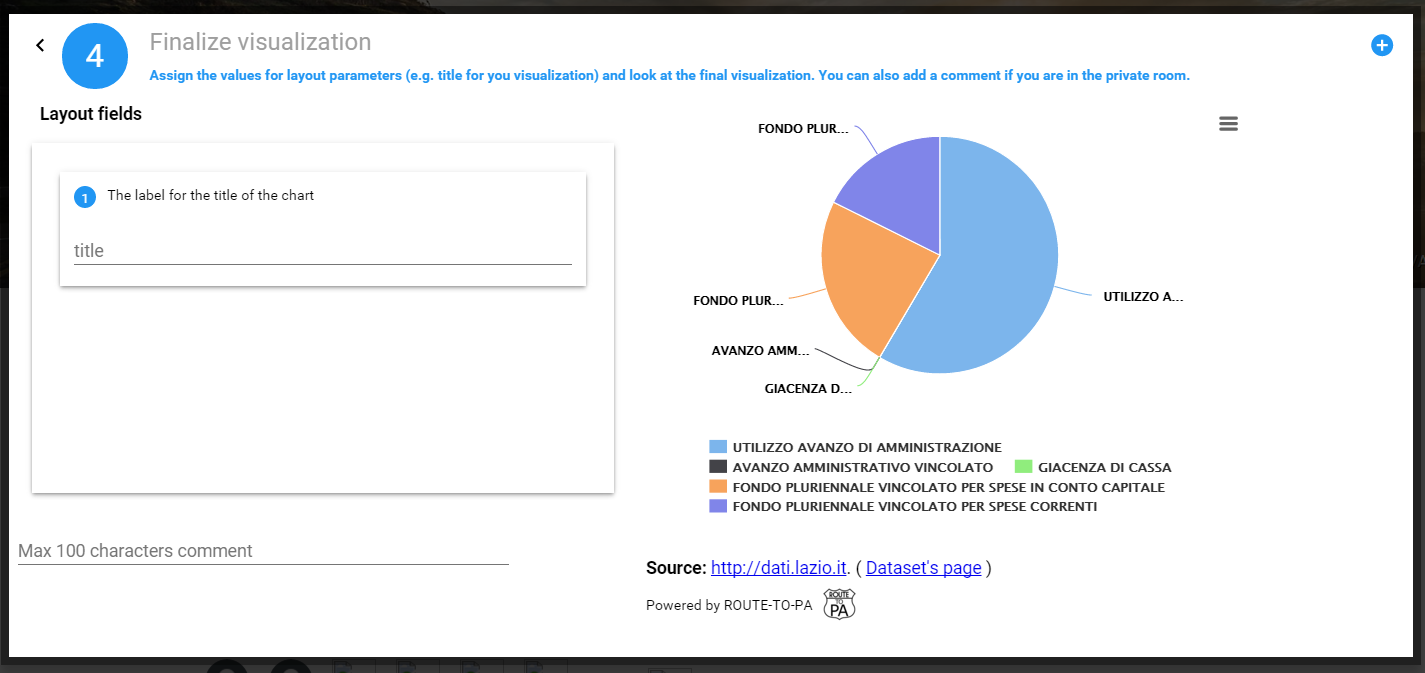 4
Finalize visualization
Assign the values for layout parameters (e.g. title for you visualization) and look at the final visualization. You can also add a comment if you are in the private room.
Layout fields
1 The label for the title of the chart
title
Max 100 characters comment
FONDO PLUR...
UTILIZZO A...
FONDO PLUR...
AVANZO AMM...
GIACENZA D...
UTILIZZO AVANZO DI AMMINISTRAZIONE
AVANZO AMMINISTRATIVO VINCOLATO GIACENZA DI CASSA
FONDO PLURIENNALE VINCOLATO PER SPESE IN CONTO CAPITALE
FONDO PLURIENNALE VINCOLATO PER SPESE CORRENTI
Source: http://dati.lazio.it. ( Dataset's page )
Powered by ROUTE-TO-PA
ROUTE
TO
PA